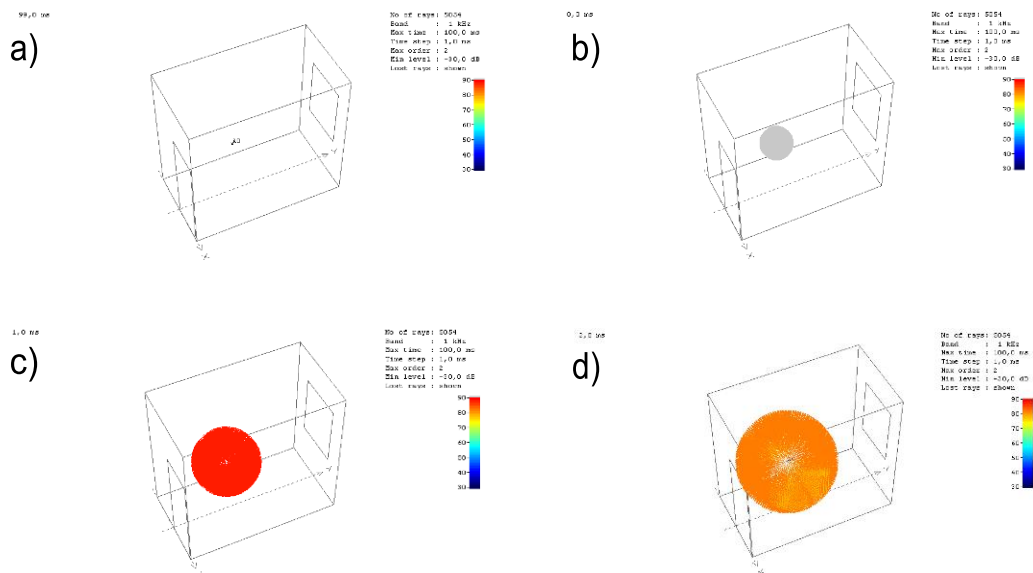 99,0 ms
No of rays: 5054
Band : 1 kHz
Max time : 100,0 ms
Time step : 1,0 ms
Max order : 2
Min level : -30,0 dB
Lost rays : shown
a)
90
80
70
60
50
40
30
0,0 ms
No of rays: 5054
Band : 1 kHz
Max time : 100,0 ms
Time step : 1,0 ms
Max order : 2
Min level : -30,0 dB
Lost rays : shown
b)
90
80
70
60
50
40
30
1,0 ms
No of rays: 5054
Band : 1 kHz
Max time : 100,0 ms
Time step : 1,0 ms
Max order : 2
Min level : -30,0 dB
Lost rays : shown
c)
90
80
70
60
50
40
30
2,0 ms
No of rays: 5054
Band : 1 kHz
Max time : 100,0 ms
Time step : 1,0 ms
Max order : 2
Min level : -30,0 dB
Lost rays : shown
d)
90
80
70
60
50
40
30